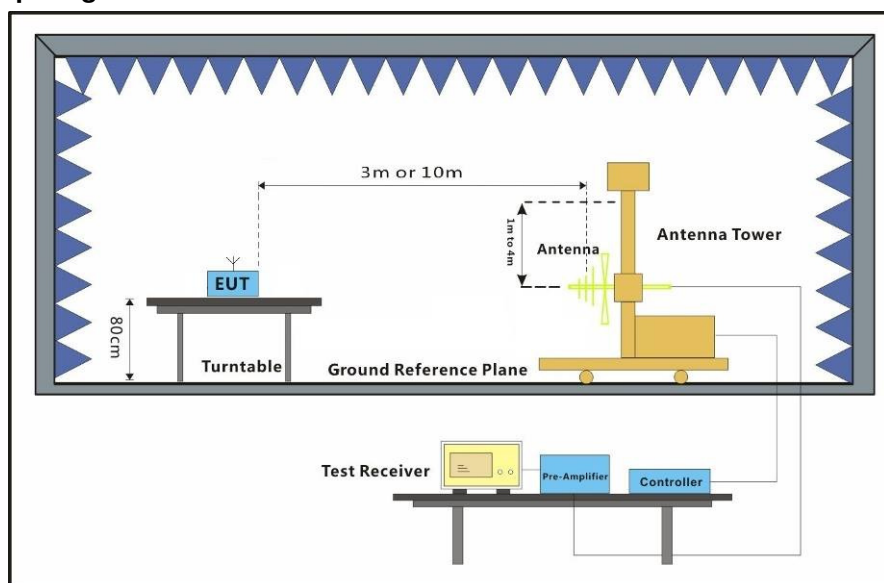 3m or 10m
1m to 4m
Antenna
Antenna Tower
EUT
80cm
Turntable
Ground Reference Plane
Test Receiver
Pre-Amplifier
Controller